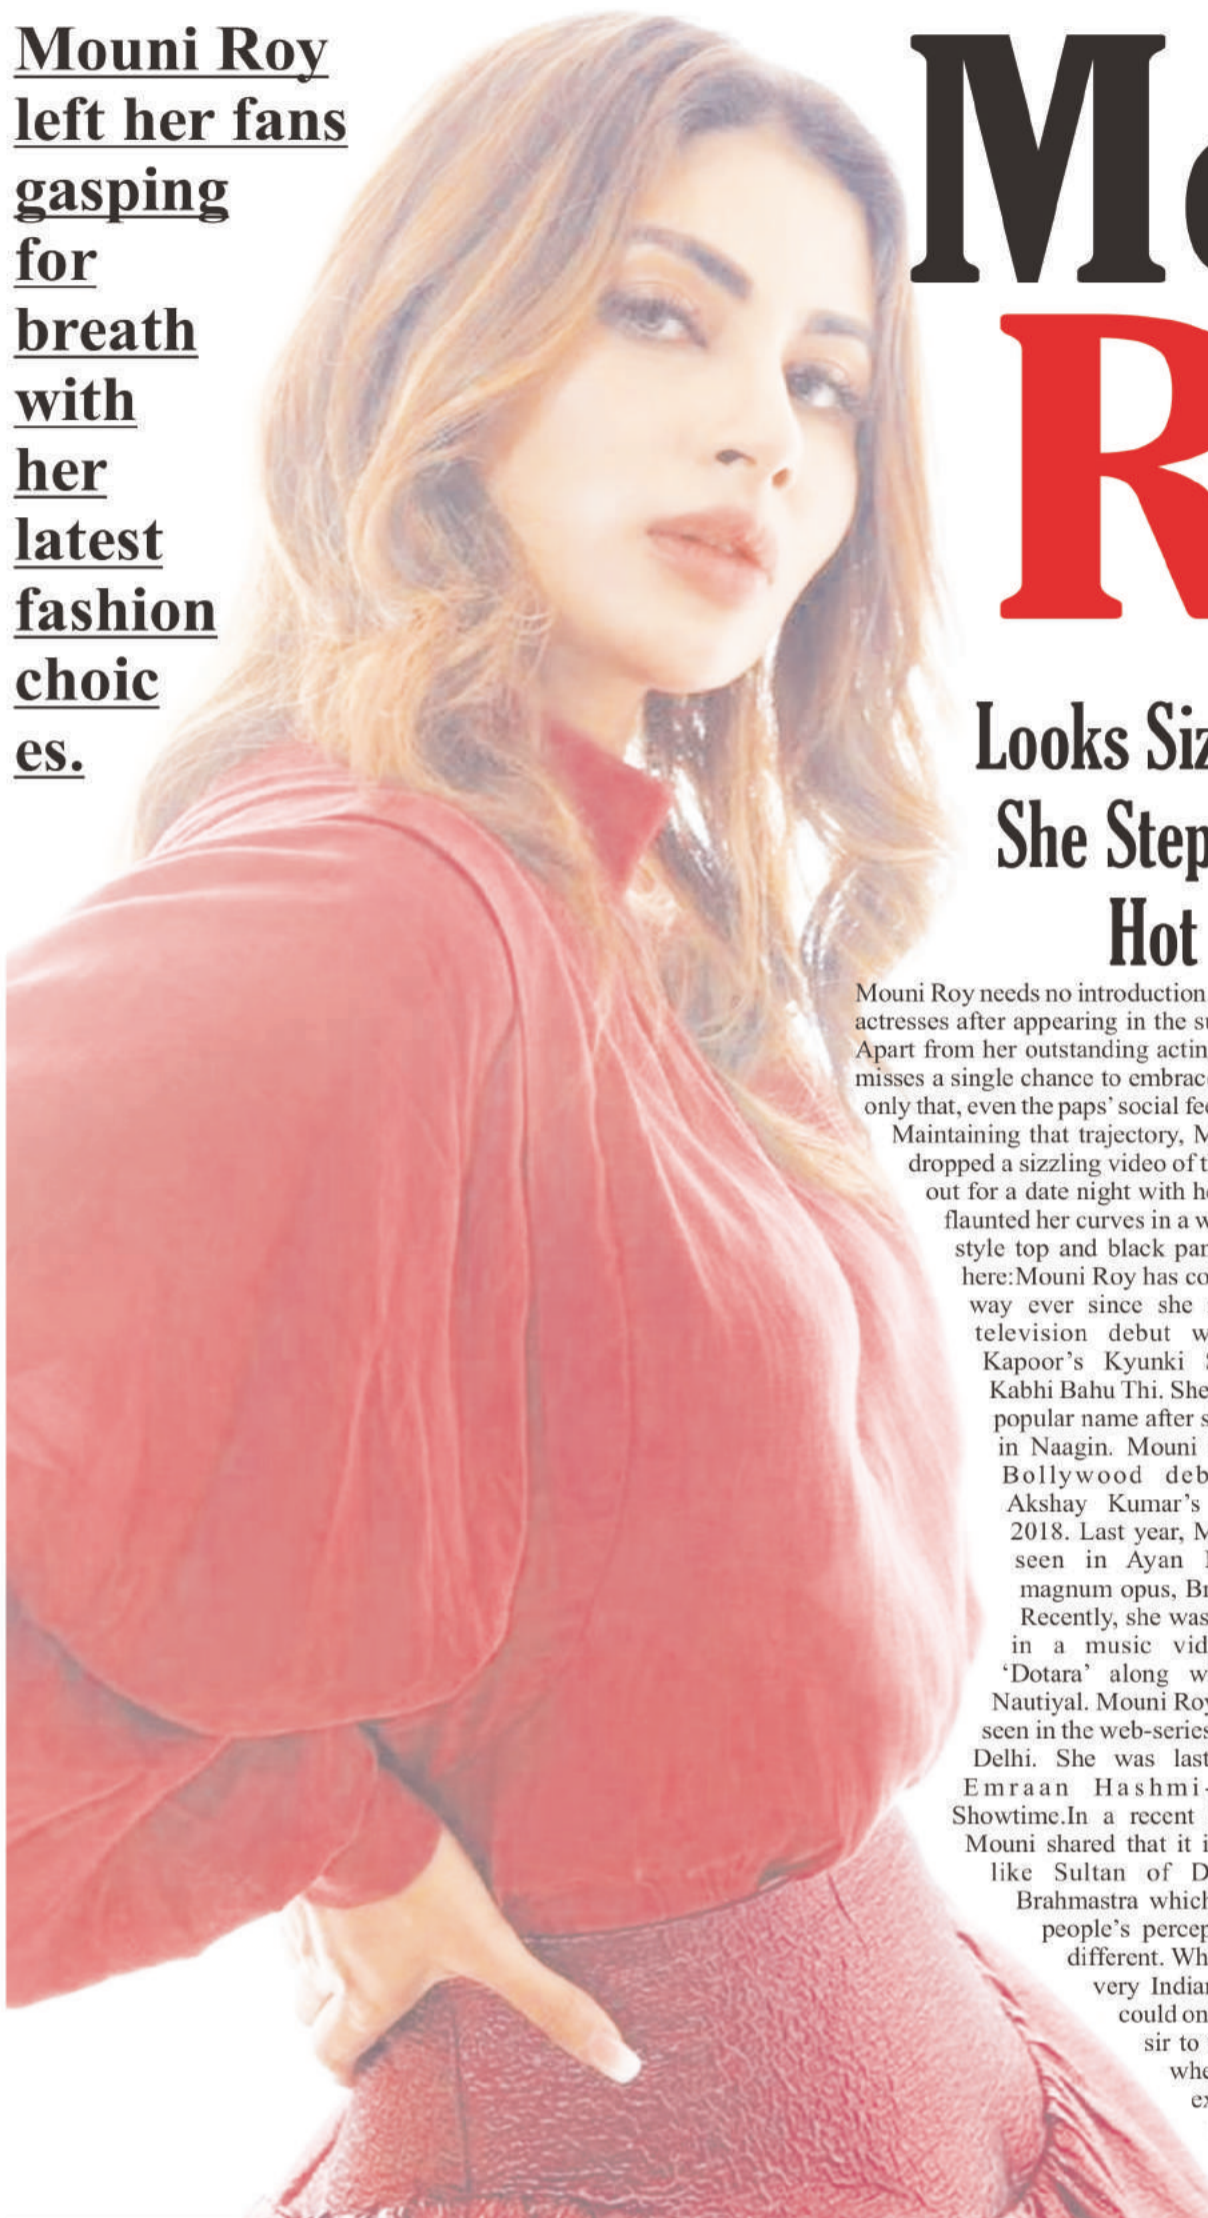 Mouni Roy
left her fans
gasping
for
breath
with
her
latest
fashion
choic
es.
Looks
She
Hot
Mouni Roy needs no introduction
actresses after appearing in the
Apart from her outstanding
misses a single chance to
only that, even the paps' social
Maintaining that trajectory,
dropped a sizzling video of
out for a date night with
flaunted her curves in a
style top and black
here:Mouni Roy has
way ever since she
television debut
Kapoor's Kyunki
Kabhi Bahu Thi. She
popular name after
in Naagin. Mouni
Bollywood
Akshay Kumar's
2018. Last year,
seen in Ayan
magnum opus,
Recently, she was
in a music
'Dotara' along
Nautiyal. Mouni Roy
seen in the web-series
Delhi. She was last
Emraan Hashmi-
Showtime.In a recent
Mouni shared that it
like Sultan of
Brahmastra which
people's
different.
very
could
sir to